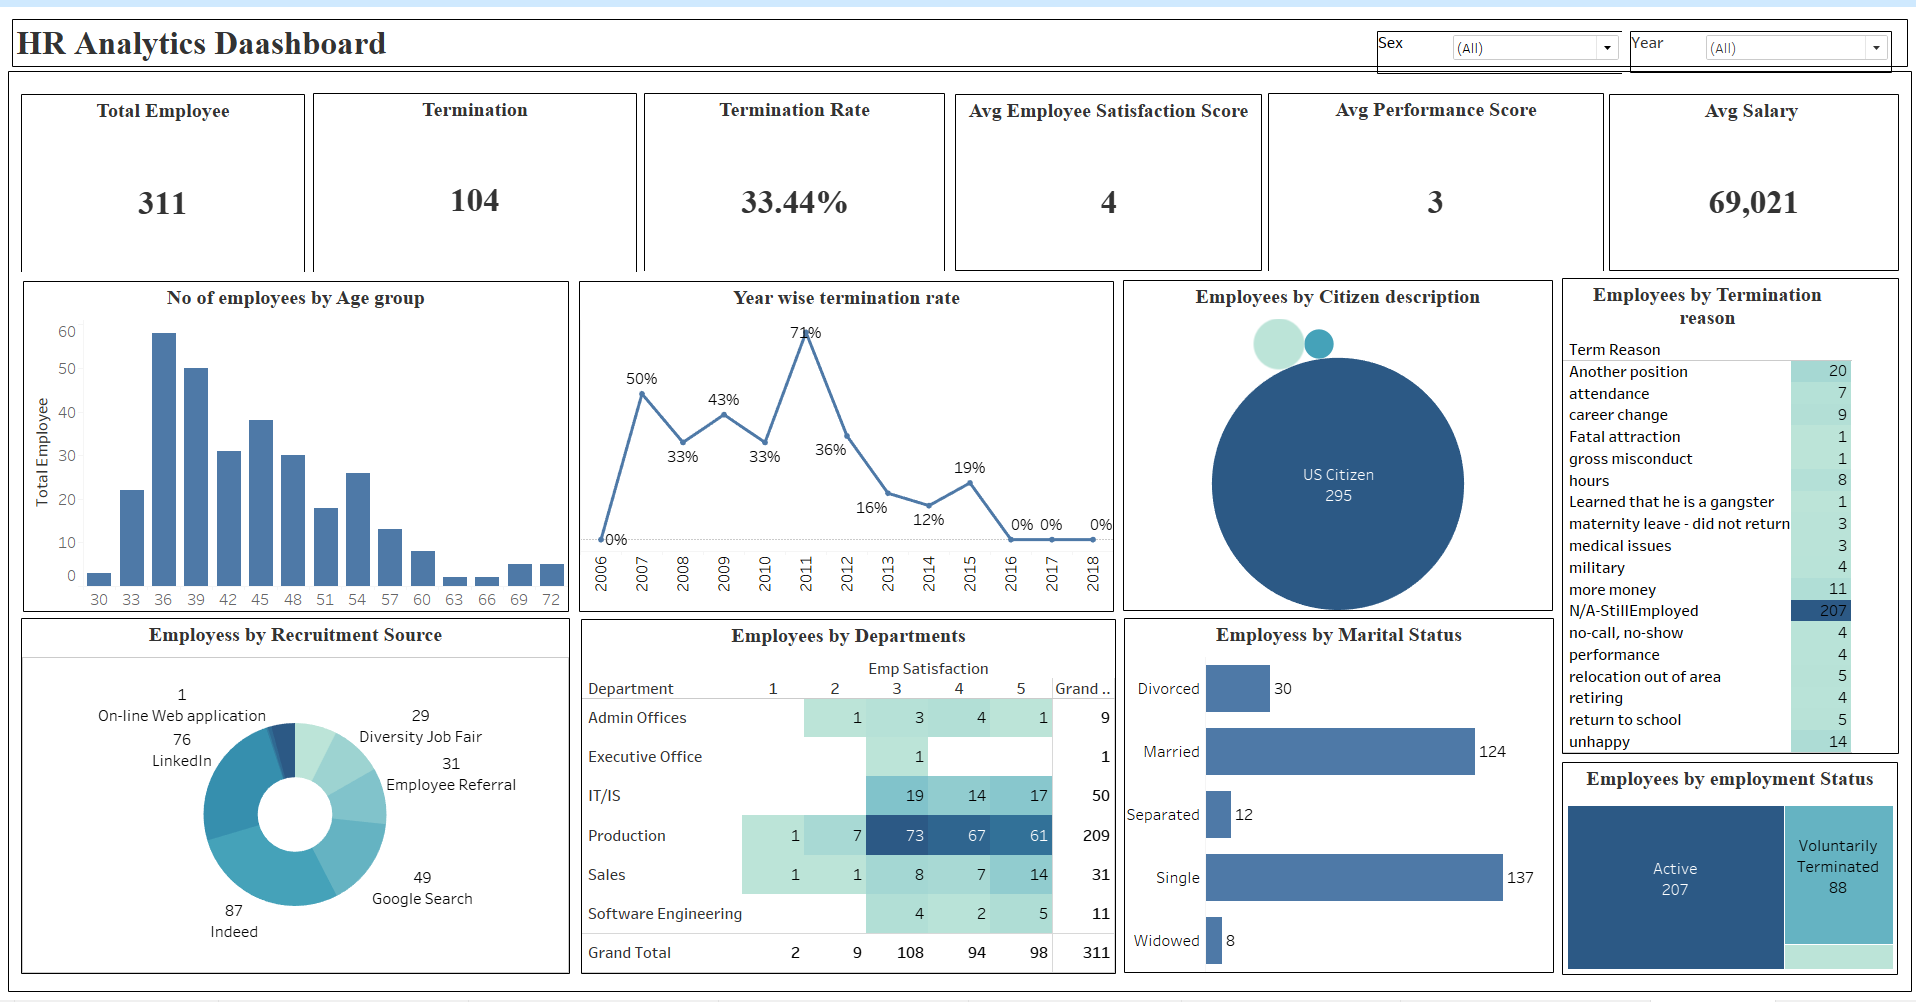 HR Analytics Daashboard
Sex
(All)
Year
(All)
Total Employee
311
Termination
104
Termination Rate
33.44%
Avg Employee Satisfaction Score
4
Avg Performance Score
3
Avg Salary
69,021
No of employees by Age group
Total Employee
60
50
40
30
20
10
0
30 33 36 39 42 45 48 51 54 57 60 63 66 69 72
Year wise termination rate
0%
50%
33%
43%
33%
71%
36%
16%
12%
19%
0% 0% 0%
2006 2007 2008 2009 2010 2011 2012 2013 2014 2015 2016 2017 2018
Employees by Citizen description
US Citizen
295
Employees by Termination
reason
Term Reason
Another position 20
attendance 7
career change 9
Fatal attraction 1
gross misconduct 1
hours 8
Learned that he is a gangster 1
maternity leave - did not return 3
medical issues 3
military 4
more money 11
N/A-StillEmployed 207
no-call, no-show 4
performance 4
relocation out of area 5
retiring 4
return to school 5
unhappy 14
Employess by Recruitment Source
1
On-line Web application
76
LinkedIn
29
Diversity Job Fair
31
Employee Referral
49
Google Search
87
Indeed
Employees by Departments
Emp Satisfaction
Department 1 2 3 4 5 Grand ..
Admin Offices 1 3 4 1 9
Executive Office 1 1
IT/IS 19 14 17 50
Production 1 7 73 67 61 209
Sales 1 1 8 7 14 31
Software Engineering 4 2 5 11
Grand Total 2 9 108 94 98 311
Employess by Marital Status
Divorced 30
Married 124
Separated 12
Single 137
Widowed 8
Employees by employment Status
Active
207
Voluntarily
Terminated
88